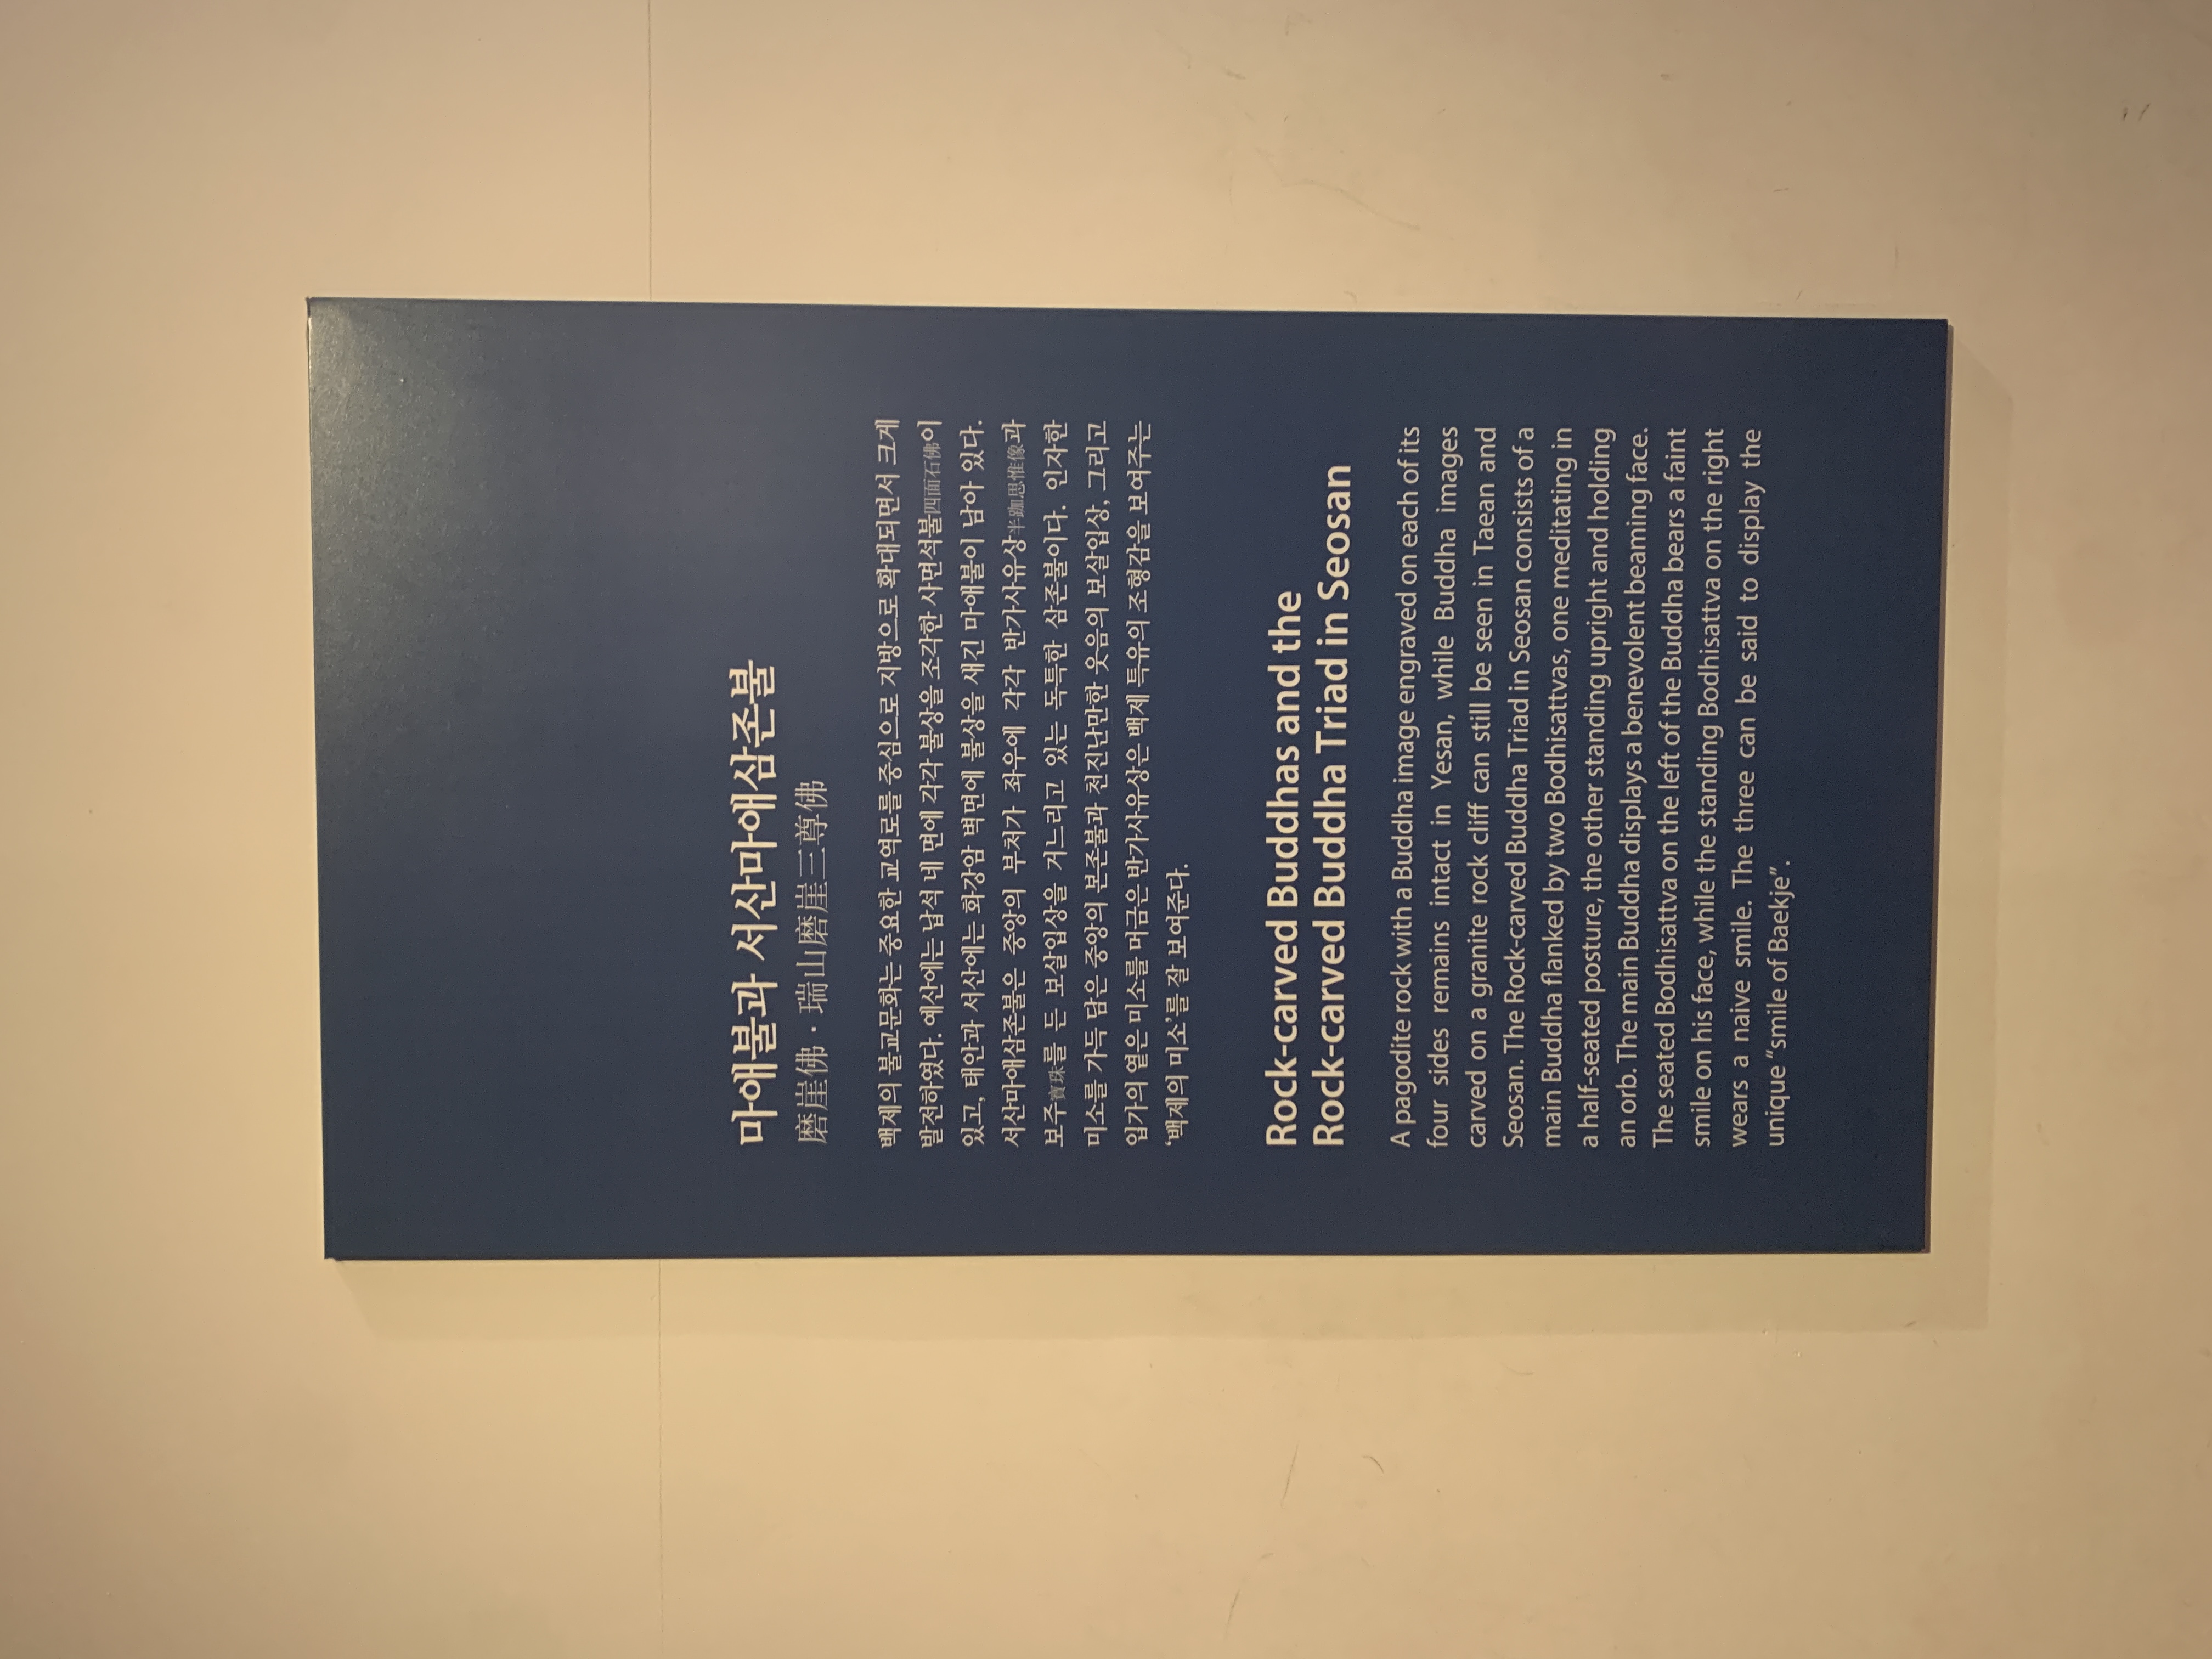 마애불과 서산마애삼존불
磨崖佛 · 瑞山磨崖三尊佛
백제의 불교문화는 중요한 교역로를 중심으로 지방으로 확대되면서 크게
발전하였다. 예산에는 납석 네 면에 각각 불상을 조각한 사면석불四面石佛이
있고, 태안과 서산에는 화강암 벽면에 불상을 새긴 마애불이 남아 있다.
서산마애삼존불은 중앙의 부처가 좌우에 각각 반가사유상半跏思惟像과
보주寶珠를 든 보살입상을 거느리고 있는 독특한 삼존불이다. 인자한
미소를 가득 담은 중앙의 본존불과 천진난만한 웃음의 보살입상, 그리고
입가의 옅은 미소를 머금은 반가사유상은 백제 특유의 조형감을 보여주는
‘백제의 미소’를 잘 보여준다.
Rock-carved Buddhas and the
Rock-carved Buddha Triad in Seosan
A pagodite rock with a Buddha image engraved on each of its
four sides remains intact in Yesan, while Buddha images
carved on a granite rock cliff can still be seen in Taean and
Seosan. The Rock-carved Buddha Triad in Seosan consists of a
main Buddha flanked by two Bodhisattvas, one meditating in
a half-seated posture, the other standing upright and holding
an orb. The main Buddha displays a benevolent beaming face.
The seated Bodhisattva on the left of the Buddha bears a faint
smile on his face, while the standing Bodhisattva on the right
wears a naive smile. The three can be said to display the
unique “smile of Baekje”.